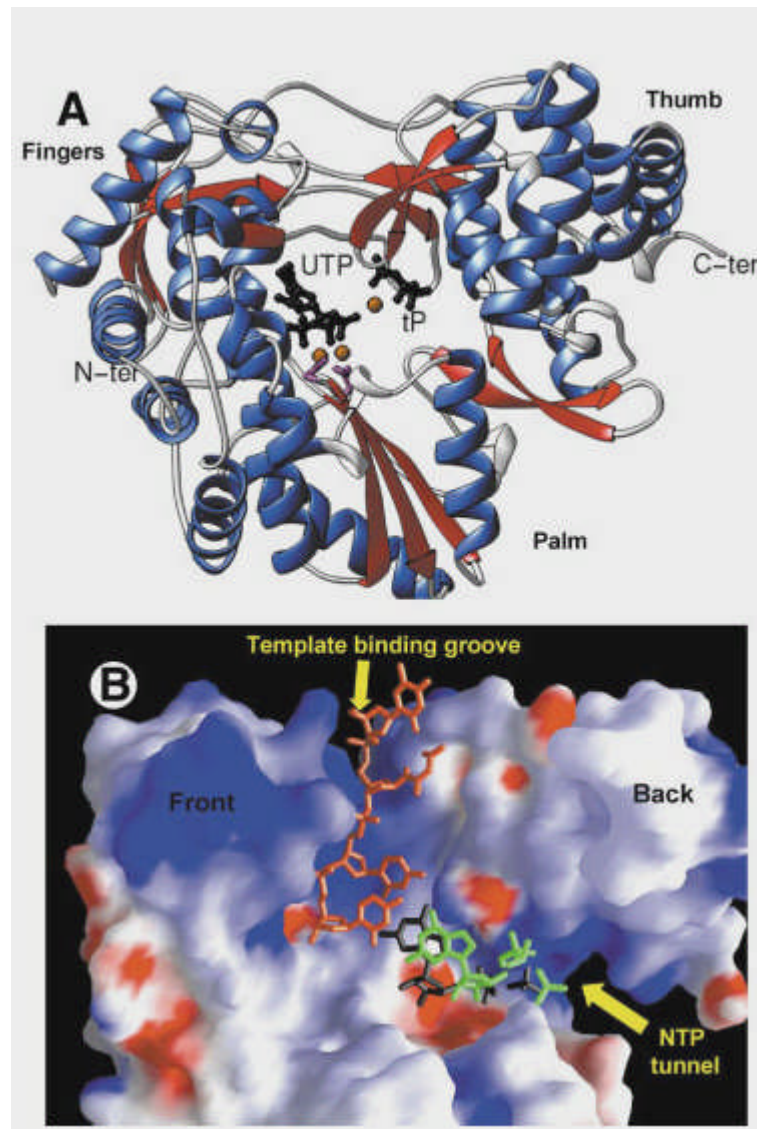 A
Fingers
Thumb
UTP
tP
C-ter
N-ter
Palm
Template binding groove
B
Front
Back
NTP
tunnel